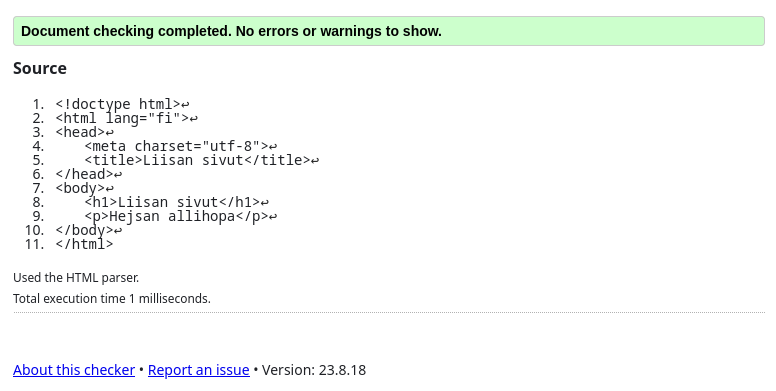 Document checking completed. No errors or warnings to show.
Source
1. <!doctype html>↩
2. <html lang="fi">↩
3. <head>↩
4.     <meta charset="utf-8">↩
5.     <title>Liisan sivut</title>↩
6. </head>↩
7. <body>↩
8.     <h1>Liisan sivut</h1>↩
9.     <p>Hejsan allihopa</p>↩
10. </body>↩
11. </html>
Used the HTML parser.
Total execution time 1 milliseconds.
About this checker • Report an issue • Version: 23.8.18